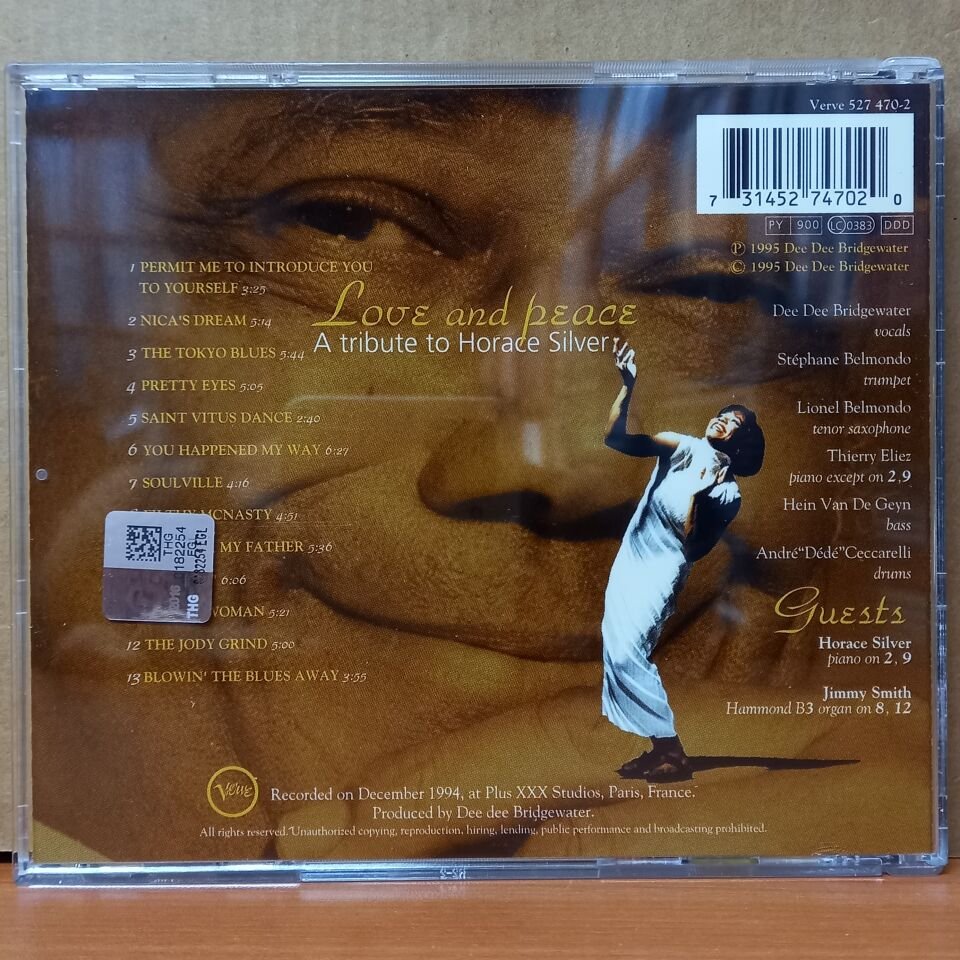 Verve 527 470-2
7 31452 74702 0
PY 900 LC 0383 DDD
Ⓟ 1995 Dee Dee Bridgewater
© 1995 Dee Dee Bridgewater
1 PERMIT ME TO INTRODUCE YOU
TO YOURSELF 3:25
2 NICA'S DREAM 5:14
3 THE TOKYO BLUES 5:44
4 PRETTY EYES 5:05
5 SAINT VITUS DANCE 2:40
6 YOU HAPPENED MY WAY 6:27
7 SOULVILLE 4:16
MCNASTY 4:51
MY FATHER 5:36
6:06
WOMAN 5:21
12 THE JODY GRIND 5:00
13 BLOWIN' THE BLUES AWAY 3:55
Love and peace
A tribute to Horace Silver
Dee Dee Bridgewater
vocals
Stéphane Belmondo
trumpet
Lionel Belmondo
tenor saxophone
Thierry Eliez
piano except on 2,9
Hein Van De Geyn
bass
André “Dédé” Ceccarelli
drums
Guests
Horace Silver
piano on 2, 9
Jimmy Smith
Hammond B3 organ on 8, 12
THG
EG
0182254
THG
Verve
Recorded on December 1994, at Plus XXX Studios, Paris, France.
Produced by Dee dee Bridgewater.
All rights reserved. Unauthorized copying, reproduction, hiring, lending, public performance and broadcasting prohibited.